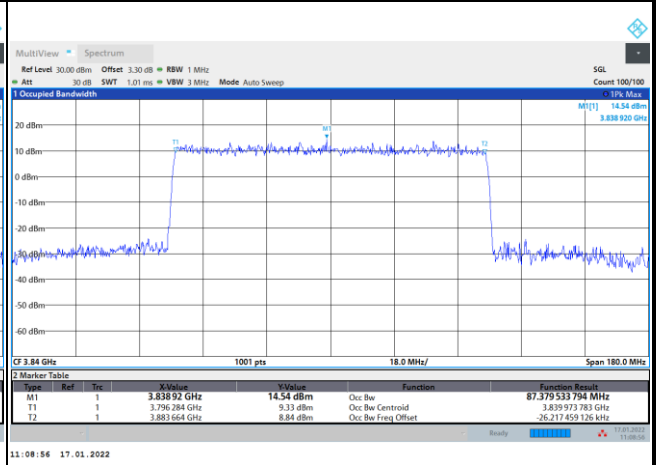 MultiView Spectrum
Ref Level 30.00 dBm Offset 3.30 dB RBW 1 MHz SGL
Att 30 dB SWT 1.01 ms VBW 3 MHz Mode Auto Sweep Count 100/100
1 Occupied Bandwidth 1Pk Max
M1[1] 14.54 dBm
3.838 920 GHz
20 dBm
M1
T1
T2
10 dBm
0 dBm
-10 dBm
-20 dBm
-30 dBm
-40 dBm
-50 dBm
-60 dBm
CF 3.84 GHz 1001 pts 18.0 MHz/ Span 180.0 MHz
2 Marker Table
Type Ref Trc X-Value Y-Value Function Function Result
M1 1 3.838 92 GHz 14.54 dBm Occ Bw 87.379 533 794 MHz
T1 1 3.796 284 GHz 9.33 dBm Occ Bw Centroid 3.839 973 783 GHz
T2 1 3.883 664 GHz 8.84 dBm Occ Bw Freq Offset -26.217 459 126 kHz
Ready 17.01.2022
11:08:56
11:08:56 17.01.2022